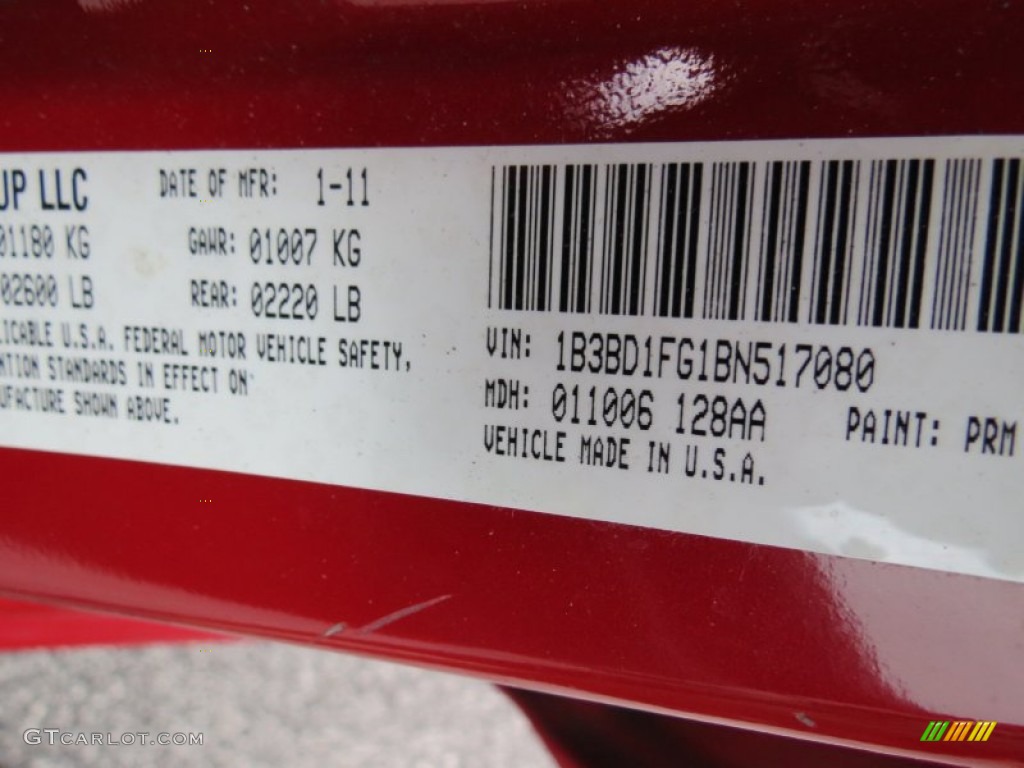 UP LLC DATE OF MFR: 1-11
01180 KG GAWR: 01007 KG
02600 LB REAR: 02220 LB
LICABLE U.S.A. FEDERAL MOTOR VEHICLE SAFETY,
NTION STANDARDS IN EFFECT ON
UFACTURE SHOWN ABOVE.
VIN: 1B3BD1FG1BN517080
MDH: 011006 128AA PAINT: PRM
VEHICLE MADE IN U.S.A.
GTCARLOT.COM